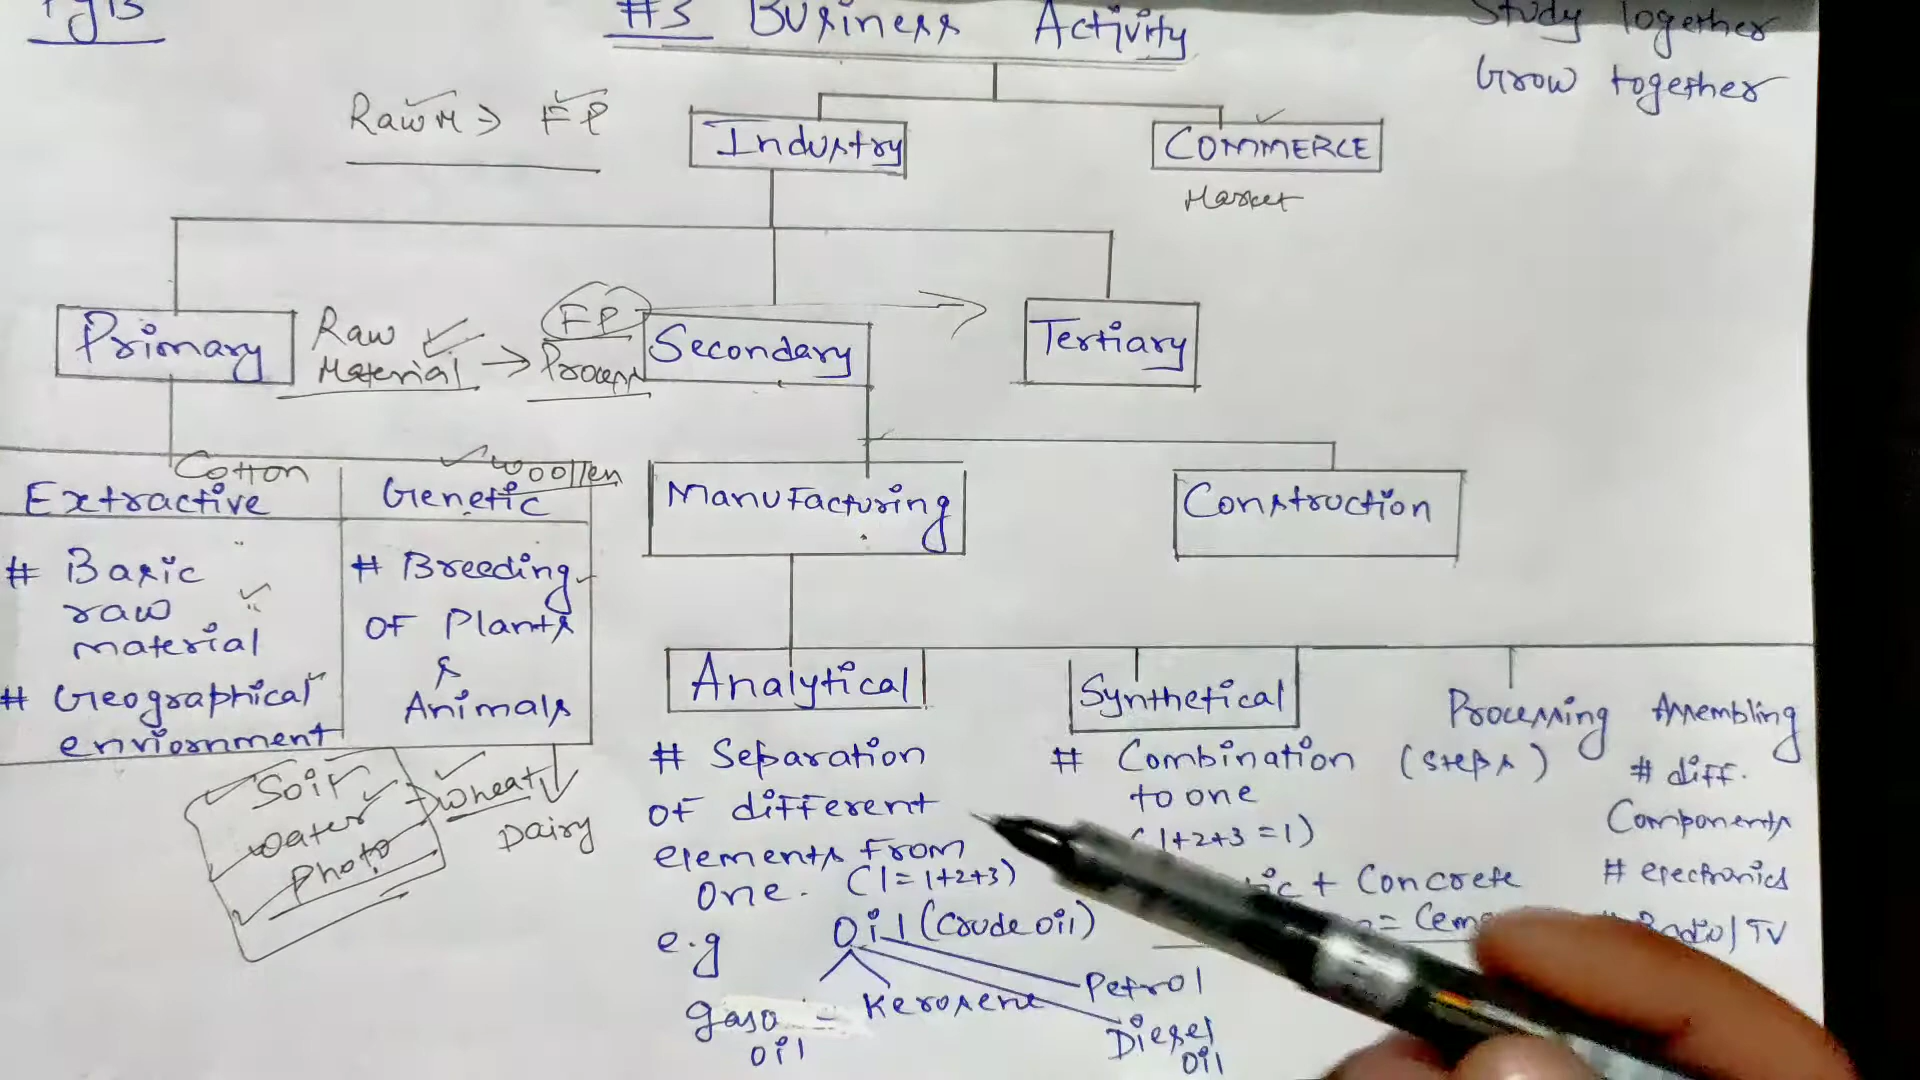 #3 Business Activity
Study Together
Grow together
Raw M > FP
Industry
COMMERCE
Market
Primary
Raw
Material
FP
Process
Secondary
Tertiary
Cotton
woollen
Extractive
Genetic
Manufacturing
Construction
# Basic
raw
material
# Geographical
enviornment
# Breeding
of Plants
&
Animals
Soil
water
Photo
wheat
Dairy
Analytical
Synthetical
Processing
Assembling
# Separation
of different
elements from
one. (1=1+2+3)
e.g Oil (Crude oil)
gaso
oil
Kerosene
Petrol
Diesel
oil
# Combination
to one
(1+2+3=1)
+ Concrete
= Cem
(steps)
# diff.
Components
# electronics
Radio/TV